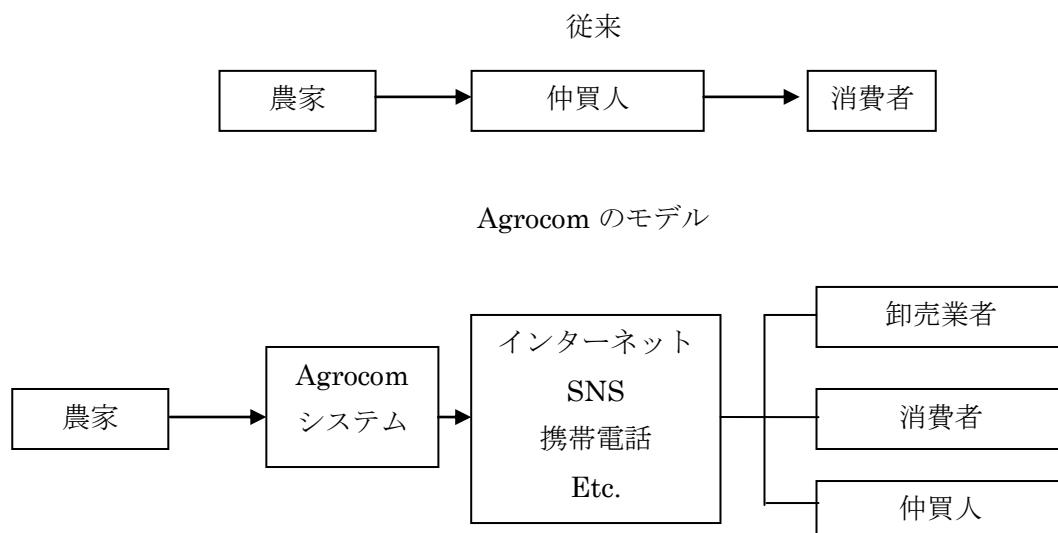 従来
農家
仲買人
消費者
Agrocom のモデル
農家
Agrocom
システム
インターネット
SNS
携帯電話
Etc.
卸売業者
消費者
仲買人